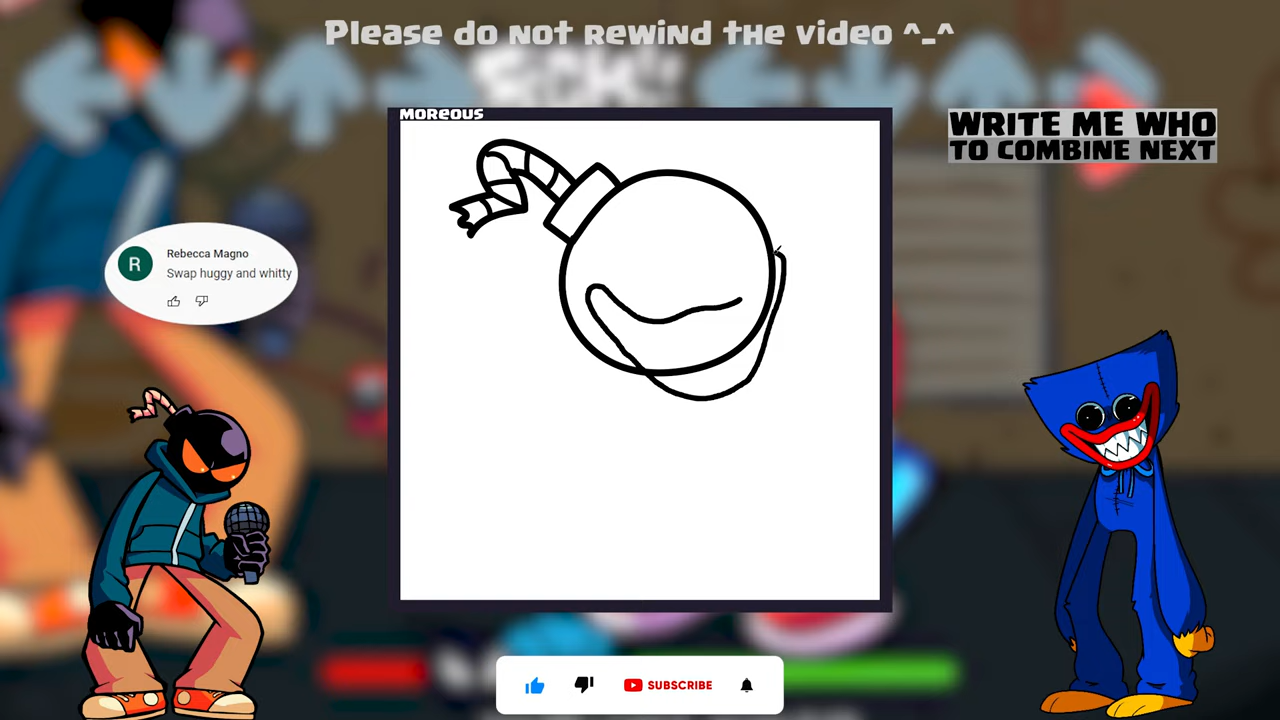 Please do not rewind the video ^_^
MOREOUS
WRITE ME WHO
TO COMBINE NEXT
R
Rebecca Magno
Swap huggy and whitty
SUBSCRIBE